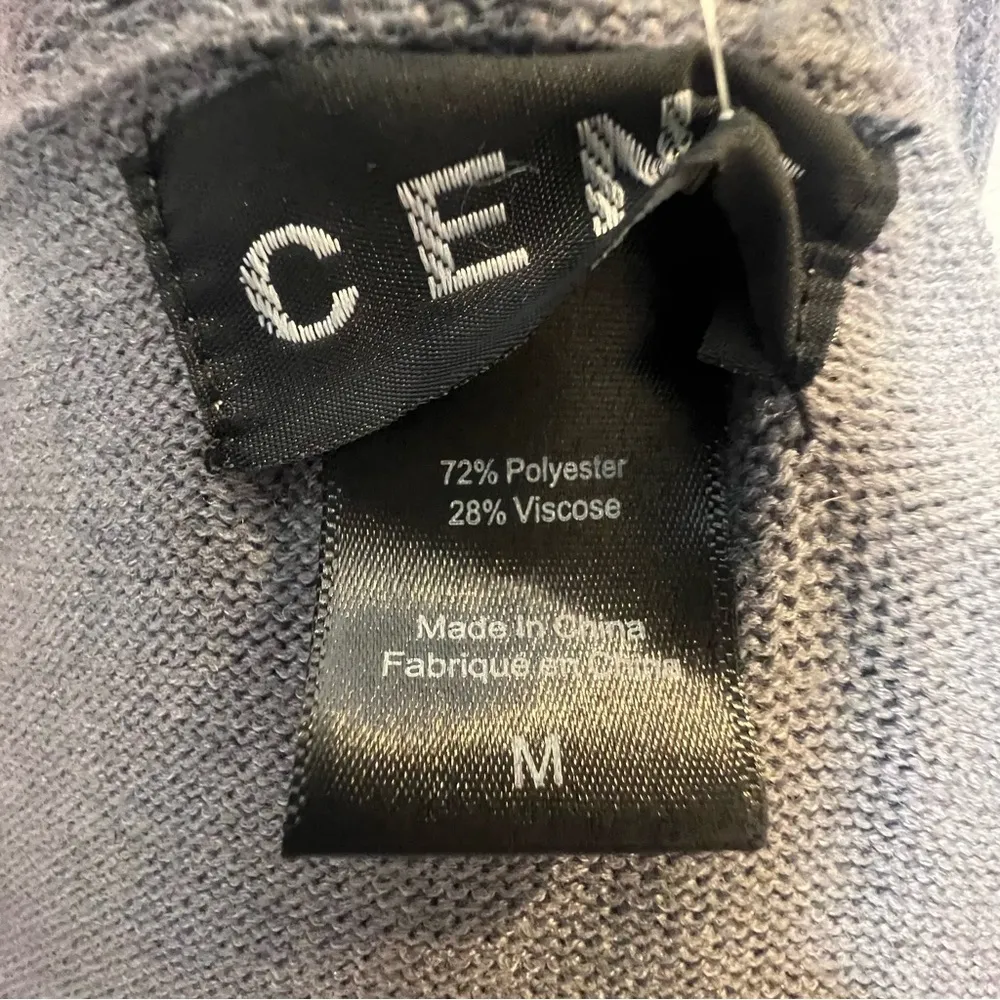 CEN
72% Polyester
28% Viscose
Made in China
Fabriqué en Chine
M